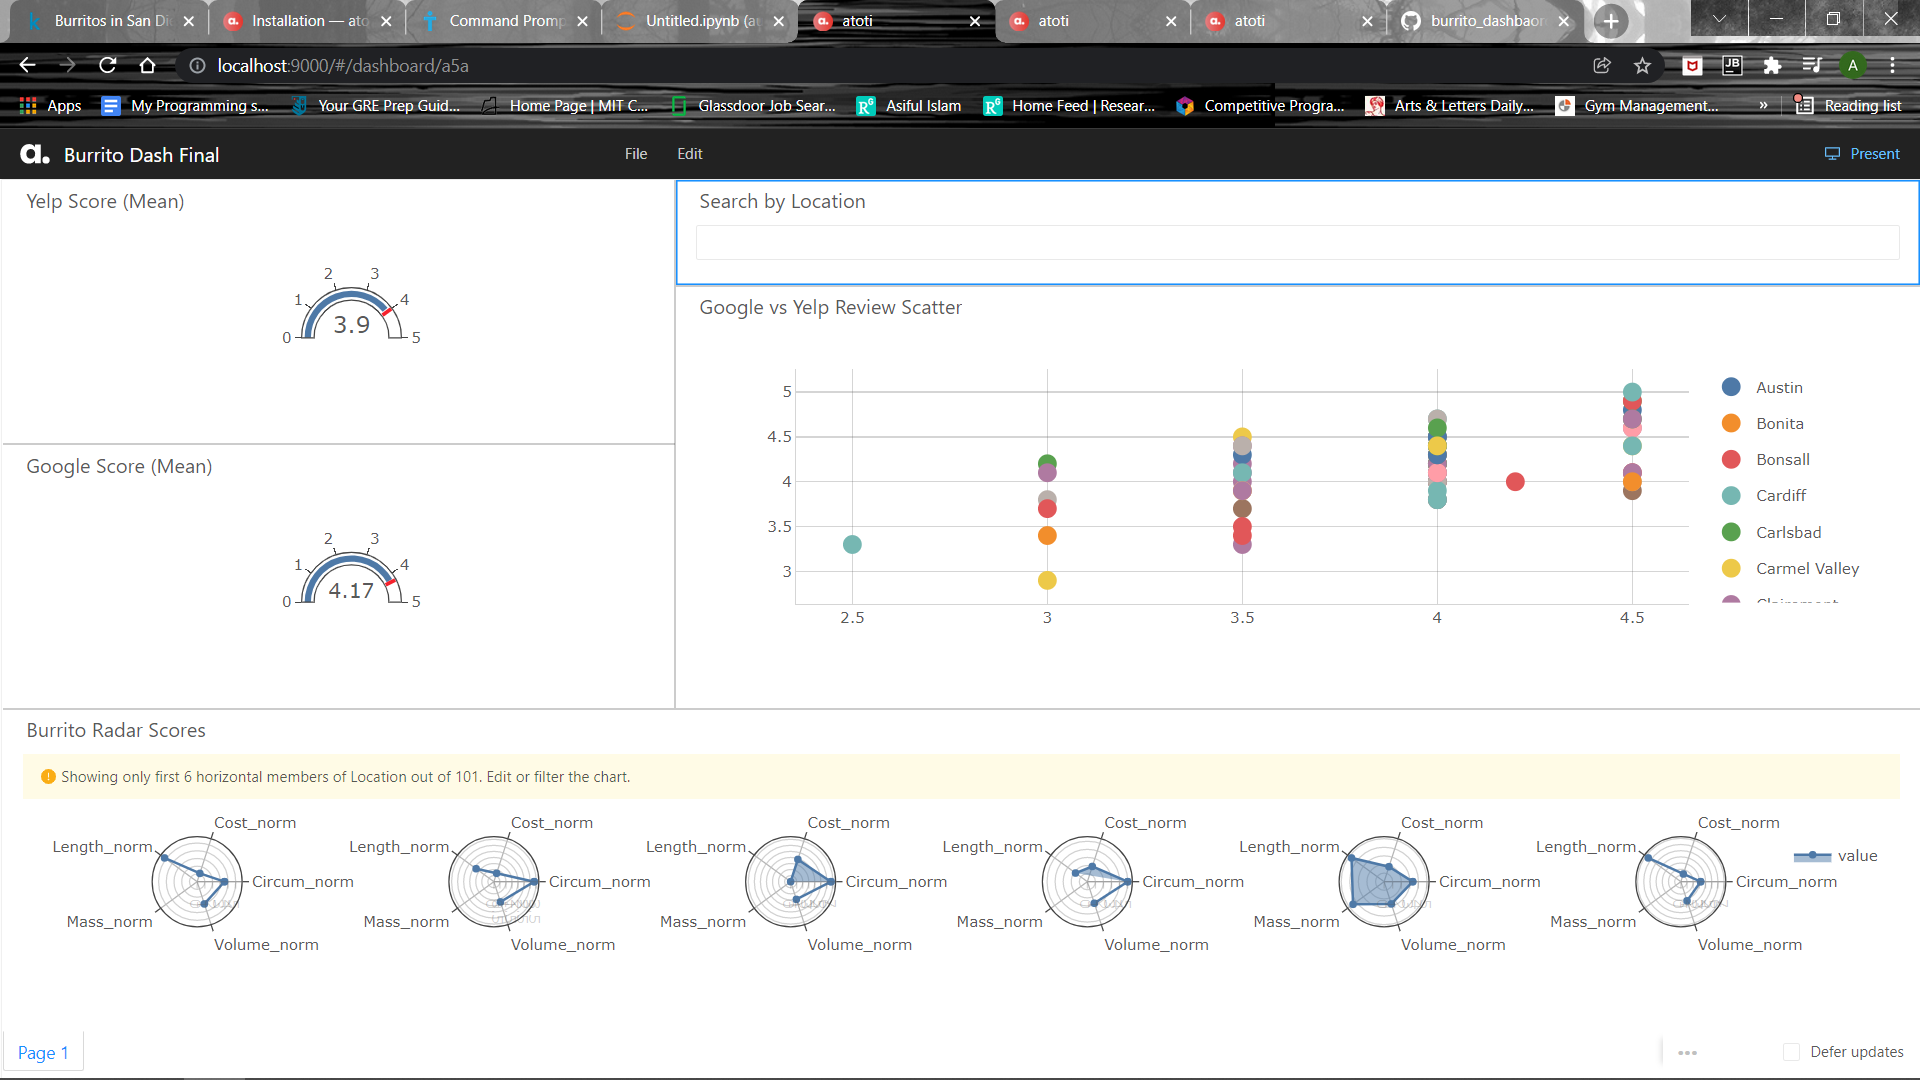 Burritos in San Di
Installation — ato
Command Promp
Untitled.ipynb (au
atoti
atoti
atoti
burrito_dashbaor
localhost:9000/#/dashboard/a5a
A
Apps
My Programming s...
Your GRE Prep Guid...
Home Page | MIT C...
Glassdoor Job Sear...
Asiful Islam
Home Feed | Resear...
Competitive Progra...
Arts & Letters Daily...
Gym Management...
»
Reading list
a.
Burrito Dash Final
File
Edit
Present
Yelp Score (Mean)
0
1
2
3
4
5
3.9
Search by Location
Google vs Yelp Review Scatter
5
4.5
4
3.5
3
2.5
3
3.5
4
4.5
Austin
Bonita
Bonsall
Cardiff
Carlsbad
Carmel Valley
Google Score (Mean)
0
1
2
3
4
5
4.17
Burrito Radar Scores
Showing only first 6 horizontal members of Location out of 101. Edit or filter the chart.
Cost_norm
Length_norm
Circum_norm
Mass_norm
Volume_norm
Cost_norm
Length_norm
Circum_norm
Mass_norm
Volume_norm
Cost_norm
Length_norm
Circum_norm
Mass_norm
Volume_norm
Cost_norm
Length_norm
Circum_norm
Mass_norm
Volume_norm
Cost_norm
Length_norm
Circum_norm
Mass_norm
Volume_norm
Cost_norm
Length_norm
Circum_norm
Mass_norm
Volume_norm
value
Page 1
Defer updates